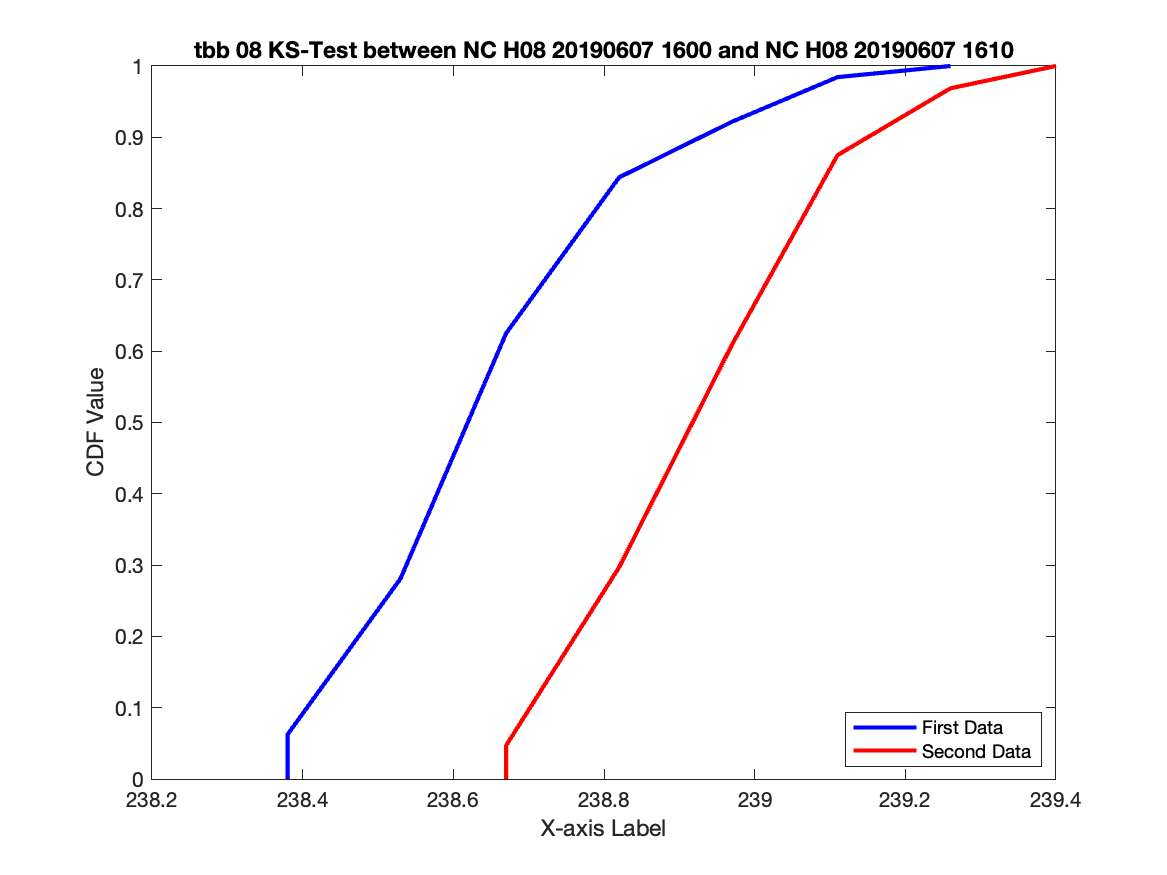 tbb 08 KS-Test between NC H08 20190607 1600 and NC H08 20190607 1610
1
0.9
0.8
0.7
0.6
0.5
0.4
0.3
0.2
0.1
0
CDF Value
238.2 238.4 238.6 238.8 239 239.2 239.4
X-axis Label
First Data
Second Data